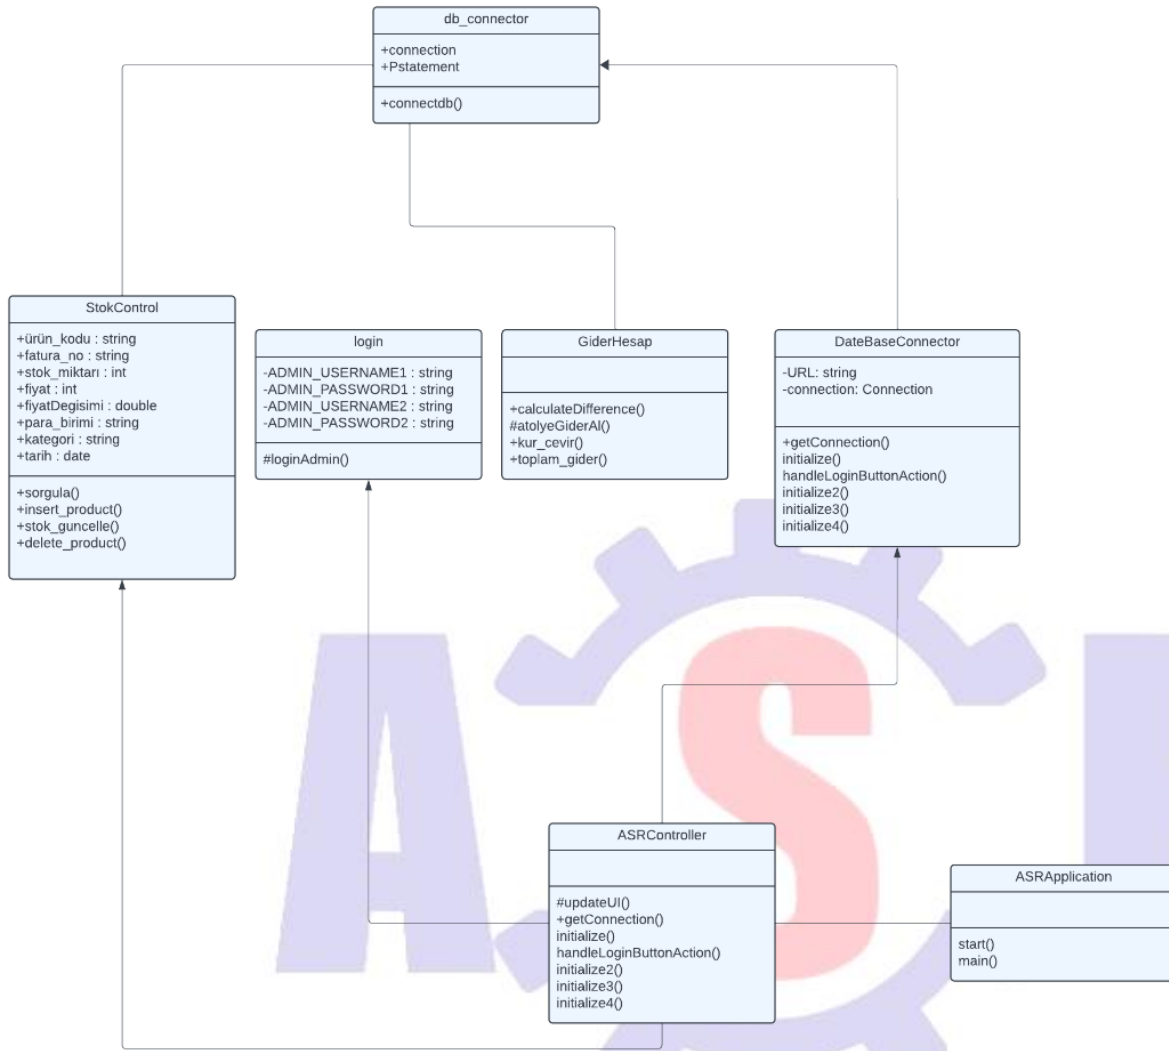 db_connector
+connection
+Pstatement
+connectdb()
StokControl
+ürün_kodu : string
+fatura_no : string
+stok_miktarı : int
+fiyat : int
+fiyatDegisimi : double
+para_birimi : string
+kategori : string
+tarih : date
+sorgula()
+insert_product()
+stok_guncelle()
+delete_product()
login
-ADMIN_USERNAME1 : string
-ADMIN_PASSWORD1 : string
-ADMIN_USERNAME2 : string
-ADMIN_PASSWORD2 : string
#loginAdmin()
GiderHesap
+calculateDifference()
#atolyeGiderAl()
+kur_cevir()
+toplam_gider()
DateBaseConnector
-URL: string
-connection: Connection
+getConnection()
initialize()
handleLoginButtonAction()
initialize2()
initialize3()
initialize4()
ASRController
#updateUI()
+getConnection()
initialize()
handleLoginButtonAction()
initialize2()
initialize3()
initialize4()
ASRApplication
start()
main()